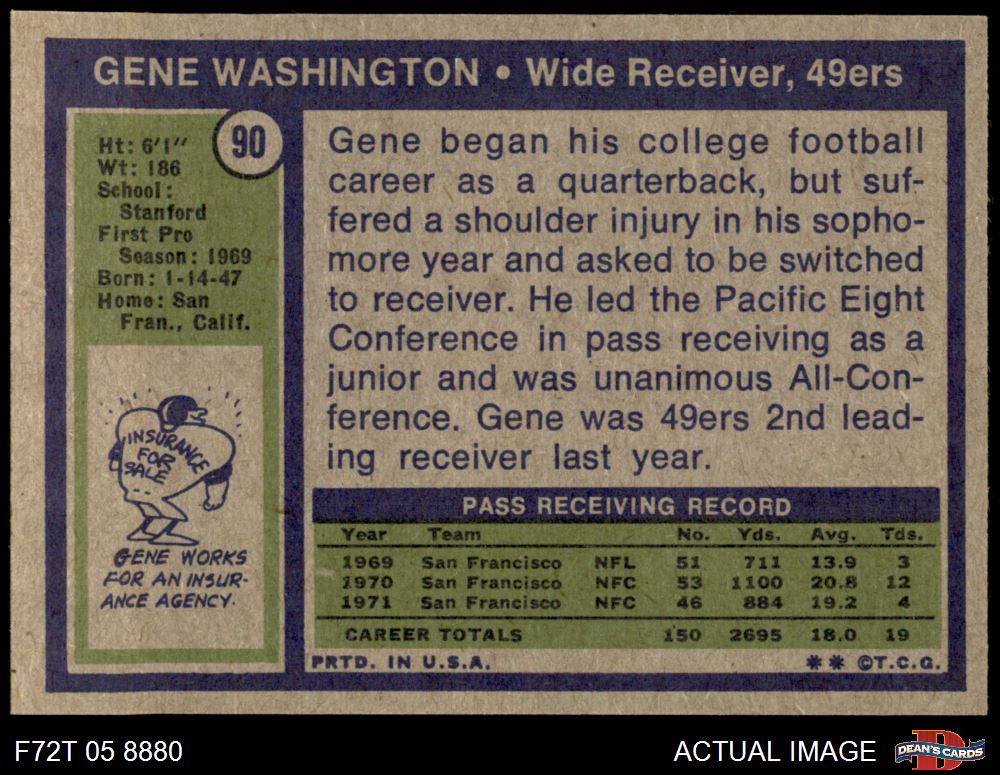 GENE WASHINGTON • Wide Receiver, 49ers
90
Ht: 6'1"
Wt: 186
School:
Stanford
First Pro
Season: 1969
Born: 1-14-47
Home: San
Fran., Calif.
INSURANCE
FOR
SALE
GENE WORKS
FOR AN INSUR-
ANCE AGENCY.
Gene began his college football
career as a quarterback, but suf-
fered a shoulder injury in his sopho-
more year and asked to be switched
to receiver. He led the Pacific Eight
Conference in pass receiving as a
junior and was unanimous All-Con-
ference. Gene was 49ers 2nd lead-
ing receiver last year.
PASS RECEIVING RECORD
Year Team No. Yds. Avg. Tds.
1969 San Francisco NFL 51 711 13.9 3
1970 San Francisco NFC 53 1100 20.8 12
1971 San Francisco NFC 46 884 19.2 4
CAREER TOTALS 150 2695 18.0 19
PRTD. IN U.S.A. ** ©T.C.G.
F72T 05 8880
ACTUAL IMAGE
D
DEAN'S CARDS